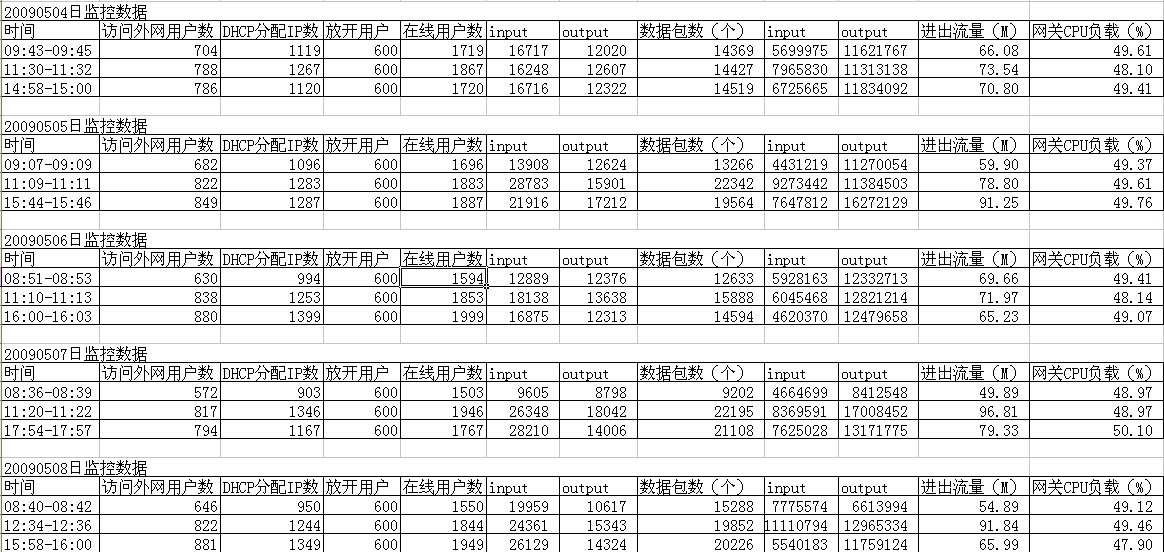 20090504日监控数据
时间 访问外网用户数 DHCP分配IP数 放开用户 在线用户数 input output 数据包数（个） input output 进出流量（M） 网关CPU负载（%）
09:43-09:45 704 1119 600 1719 16717 12020 14369 5699975 11621767 66.08 49.61
11:30-11:32 788 1267 600 1867 16248 12607 14427 7965830 11313138 73.54 48.10
14:58-15:00 786 1120 600 1720 16716 12322 14519 6725665 11834092 70.80 49.41
20090505日监控数据
时间 访问外网用户数 DHCP分配IP数 放开用户 在线用户数 input output 数据包数（个） input output 进出流量（M） 网关CPU负载（%）
09:07-09:09 682 1096 600 1696 13908 12624 13266 4431219 11270054 59.90 49.37
11:09-11:11 822 1283 600 1883 28783 15901 22342 9273442 11384503 78.80 49.61
15:44-15:46 849 1287 600 1887 21916 17212 19564 7647812 16272129 91.25 49.76
20090506日监控数据
时间 访问外网用户数 DHCP分配IP数 放开用户 在线用户数 input output 数据包数（个） input output 进出流量（M） 网关CPU负载（%）
08:51-08:53 630 994 600 1594 12889 12376 12633 5928163 12332713 69.66 49.41
11:10-11:13 838 1253 600 1853 18138 13638 15888 6045468 12821214 71.97 48.14
16:00-16:03 880 1399 600 1999 16875 12313 14594 4620370 12479658 65.23 49.07
20090507日监控数据
时间 访问外网用户数 DHCP分配IP数 放开用户 在线用户数 input output 数据包数（个） input output 进出流量（M） 网关CPU负载（%）
08:36-08:39 572 903 600 1503 9605 8798 9202 4664699 8412548 49.89 48.97
11:20-11:22 817 1346 600 1946 26348 18042 22195 8369591 17008452 96.81 48.97
17:54-17:57 794 1167 600 1767 28210 14006 21108 7625028 13171775 79.33 50.10
20090508日监控数据
时间 访问外网用户数 DHCP分配IP数 放开用户 在线用户数 input output 数据包数（个） input output 进出流量（M） 网关CPU负载（%）
08:40-08:42 646 950 600 1550 19959 10617 15288 7775574 6613994 54.89 49.12
12:34-12:36 822 1244 600 1844 24361 15343 19852 11110794 12965334 91.84 49.46
15:58-16:00 881 1349 600 1949 26129 14324 20226 5540183 11759124 65.99 47.90